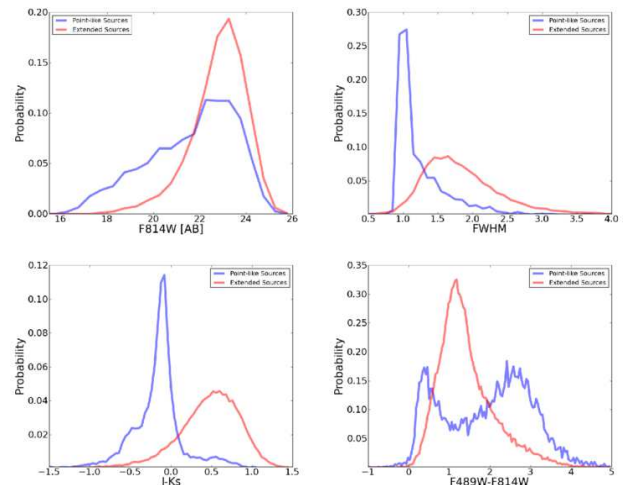 Point-like Sources
Extended Sources
Probability
0.20
0.15
0.10
0.05
0.00
16 18 20 22 24 26
F814W [AB]
Point-like Sources
Extended Sources
Probability
0.30
0.25
0.20
0.15
0.10
0.05
0.5 1.0 1.5 2.0 2.5 3.0 3.5 4.0
FWHM
Point-like Sources
Extended Sources
Probability
0.12
0.10
0.08
0.06
0.04
0.02
−1.5 −1.0 −0.5 0.0 0.5 1.0 1.5
I-Ks
Point-like Sources
Extended Sources
Probability
0.35
0.30
0.25
0.20
0.15
0.10
0.05
−1 0 1 2 3 4 5
F489W-F814W